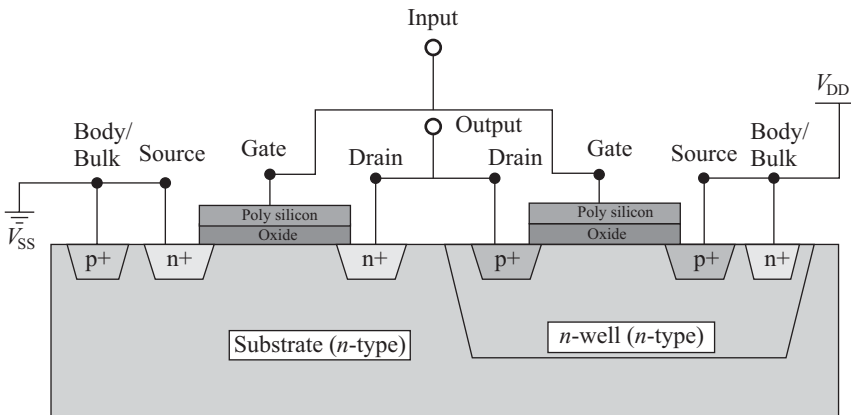 Input
V_DD
Output
Body/
Bulk
Source
Gate
Drain
Drain
Gate
Source
Body/
Bulk
V_SS
Poly silicon
Oxide
Poly silicon
Oxide
p+
n+
n+
p+
p+
n+
Substrate (n-type)
n-well (n-type)